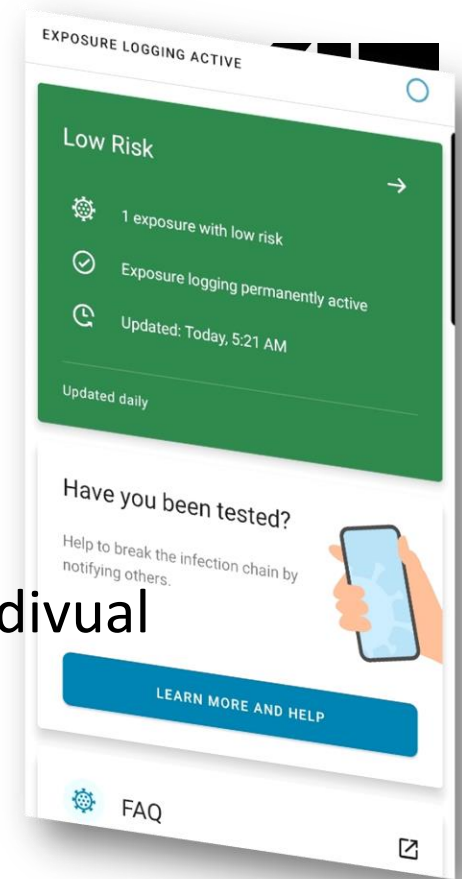 EXPOSURE LOGGING ACTIVE
Low Risk
1 exposure with low risk
Exposure logging permanently active
Updated: Today, 5:21 AM
Updated daily
Have you been tested?
Help to break the infection chain by
notifying others.
divual
LEARN MORE AND HELP
FAQ